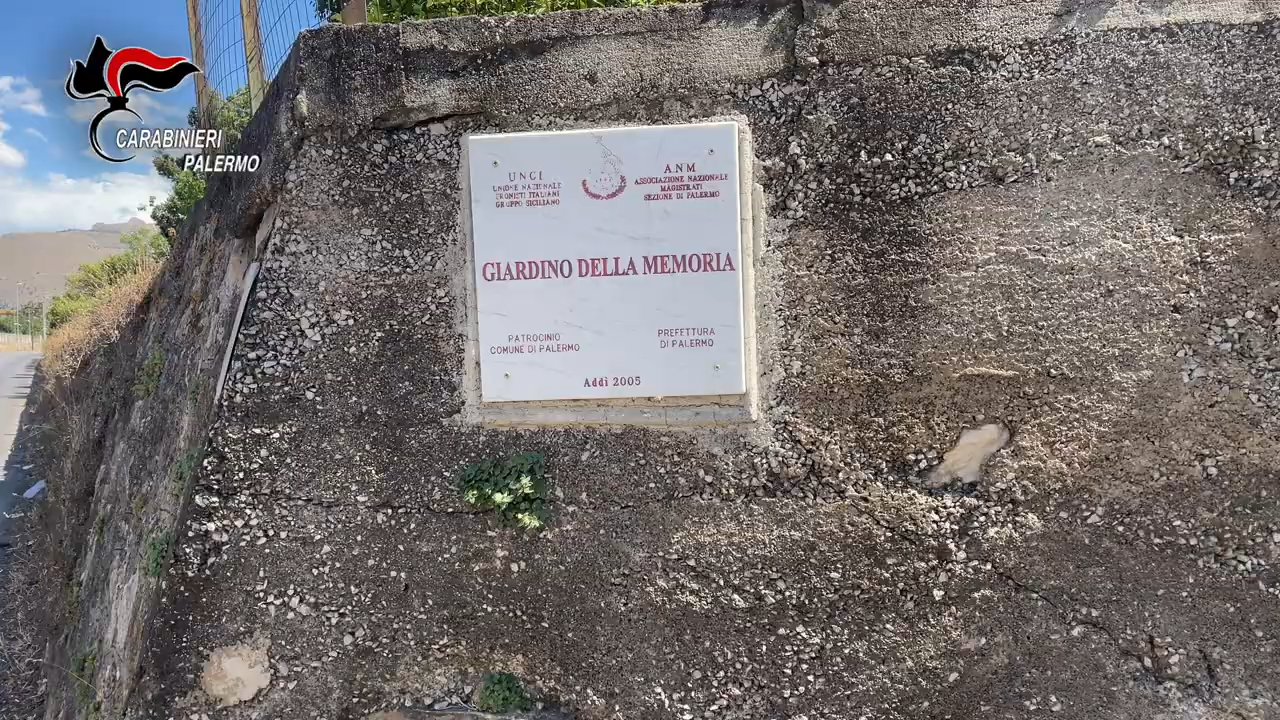 CARABINIERI
PALERMO
UNCI
UNIONE NAZIONALE
CRONISTI ITALIANI
GRUPPO SICILIANO
A.N.M
ASSOCIAZIONE NAZIONALE
MAGISTRATI
SEZIONE DI PALERMO
GIARDINO DELLA MEMORIA
PATROCINIO
COMUNE DI PALERMO
PREFETTURA
DI PALERMO
Addì 2005